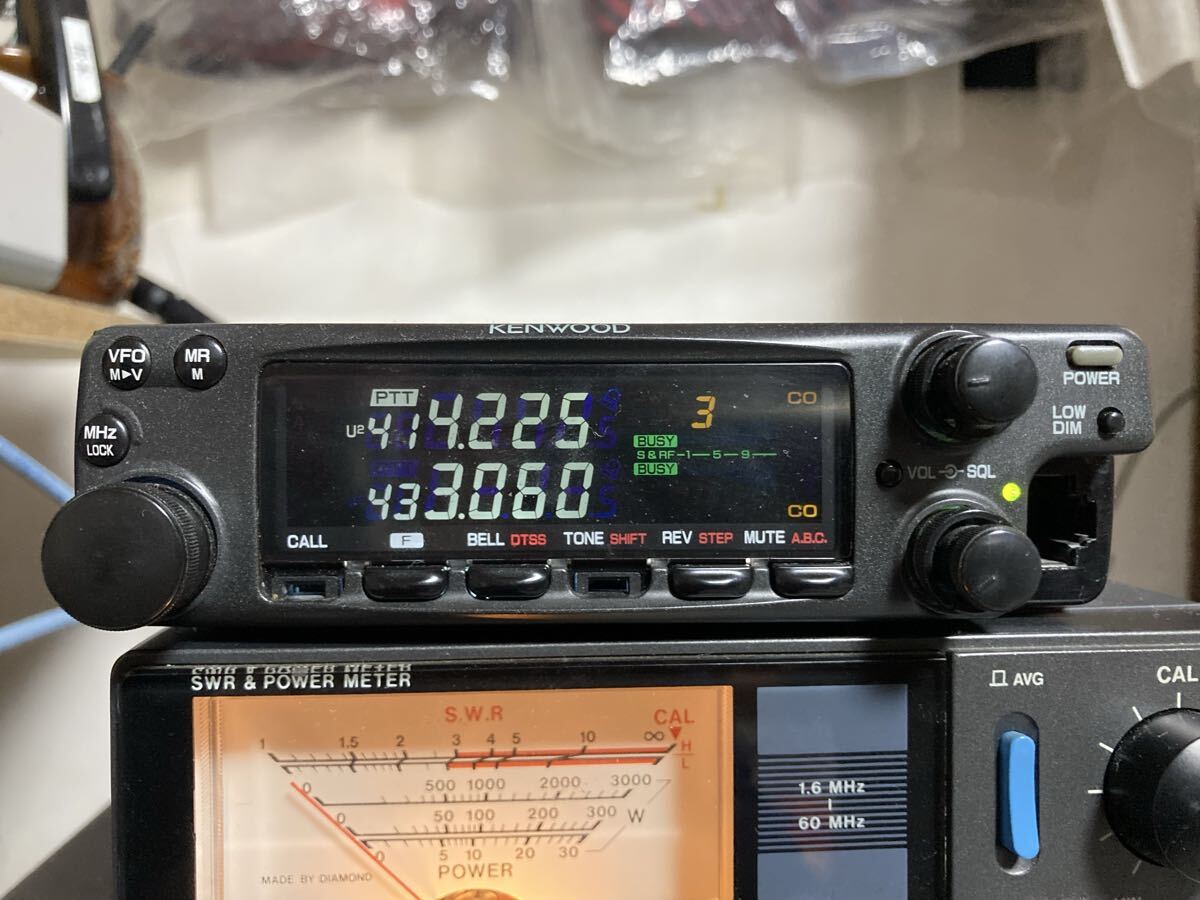 KENWOOD
VFO
M▶V
MR
M
MHz
LOCK
PTT
U² 414.225
3
CO
BUSY
S&RF-1-5-9-
BUSY
433.060
CO
CALL F BELL DTSS TONE SHIFT REV STEP MUTE A.B.C.
POWER
LOW
DIM
VOL SQL
SWR & POWER METER
S.W.R
CAL
1 1.5 2 3 4 5 10 ∞
H
L
0 500 1000 2000 3000
0 50 100 200 300 W
0 5 10 20 30
POWER
MADE BY DIAMOND
1.6 MHz
60 MHz
AVG
CAL